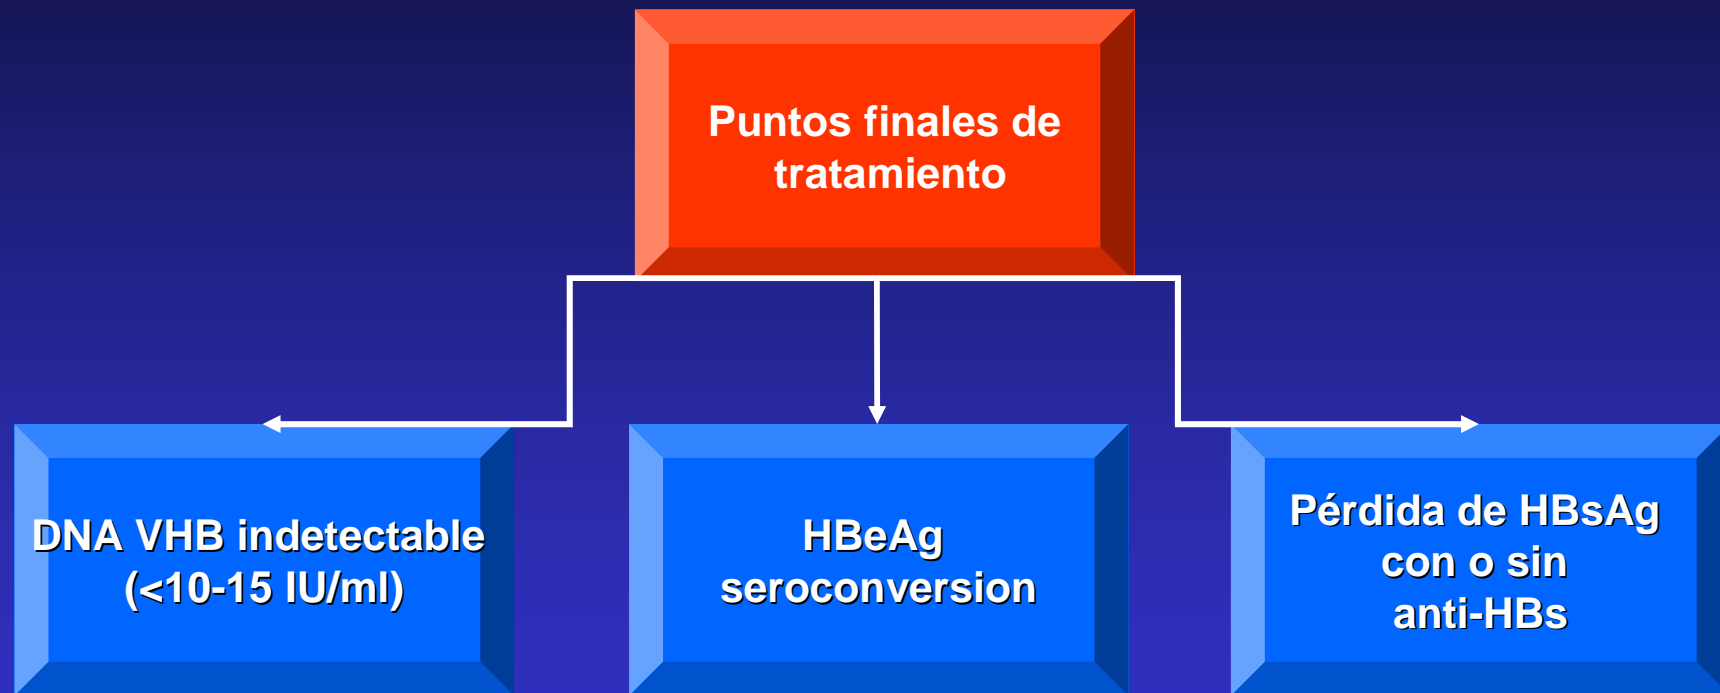 Puntos finales de
tratamiento
DNA VHB indetectable
(<10-15 IU/ml)
HBeAg
seroconversion
Pérdida de HBsAg
con o sin
anti-HBs